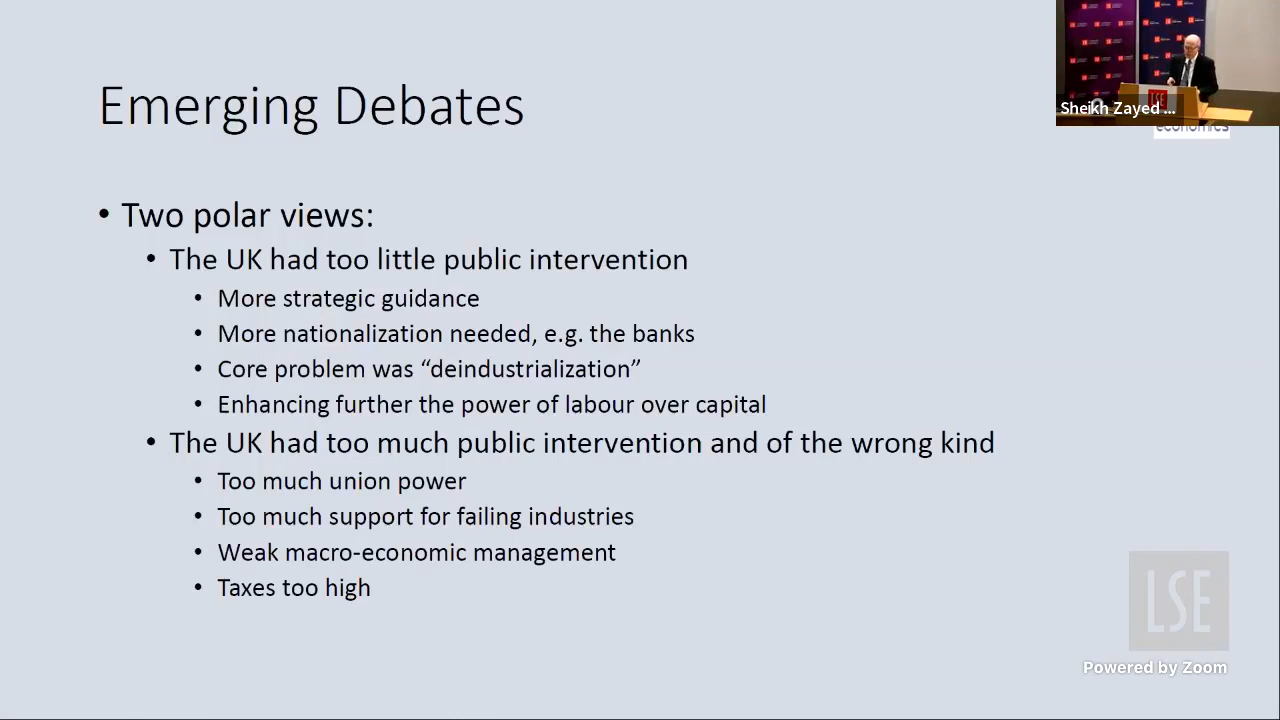 Emerging Debates
Sheikh Zayed ...
LSE
economics
• Two polar views:
• The UK had too little public intervention
• More strategic guidance
• More nationalization needed, e.g. the banks
• Core problem was “deindustrialization”
• Enhancing further the power of labour over capital
• The UK had too much public intervention and of the wrong kind
• Too much union power
• Too much support for failing industries
• Weak macro-economic management
• Taxes too high
LSE
Powered by Zoom